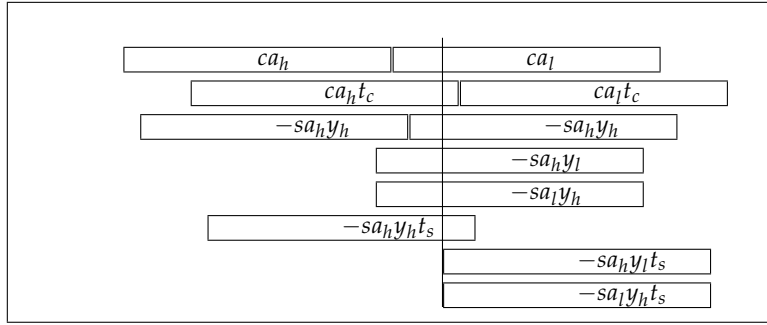 ca_h ca_l
ca_h t_c ca_l t_c
−sa_h y_h −sa_h y_h
−sa_h y_l
−sa_l y_h
−sa_h y_h t_s
−sa_h y_l t_s
−sa_l y_h t_s